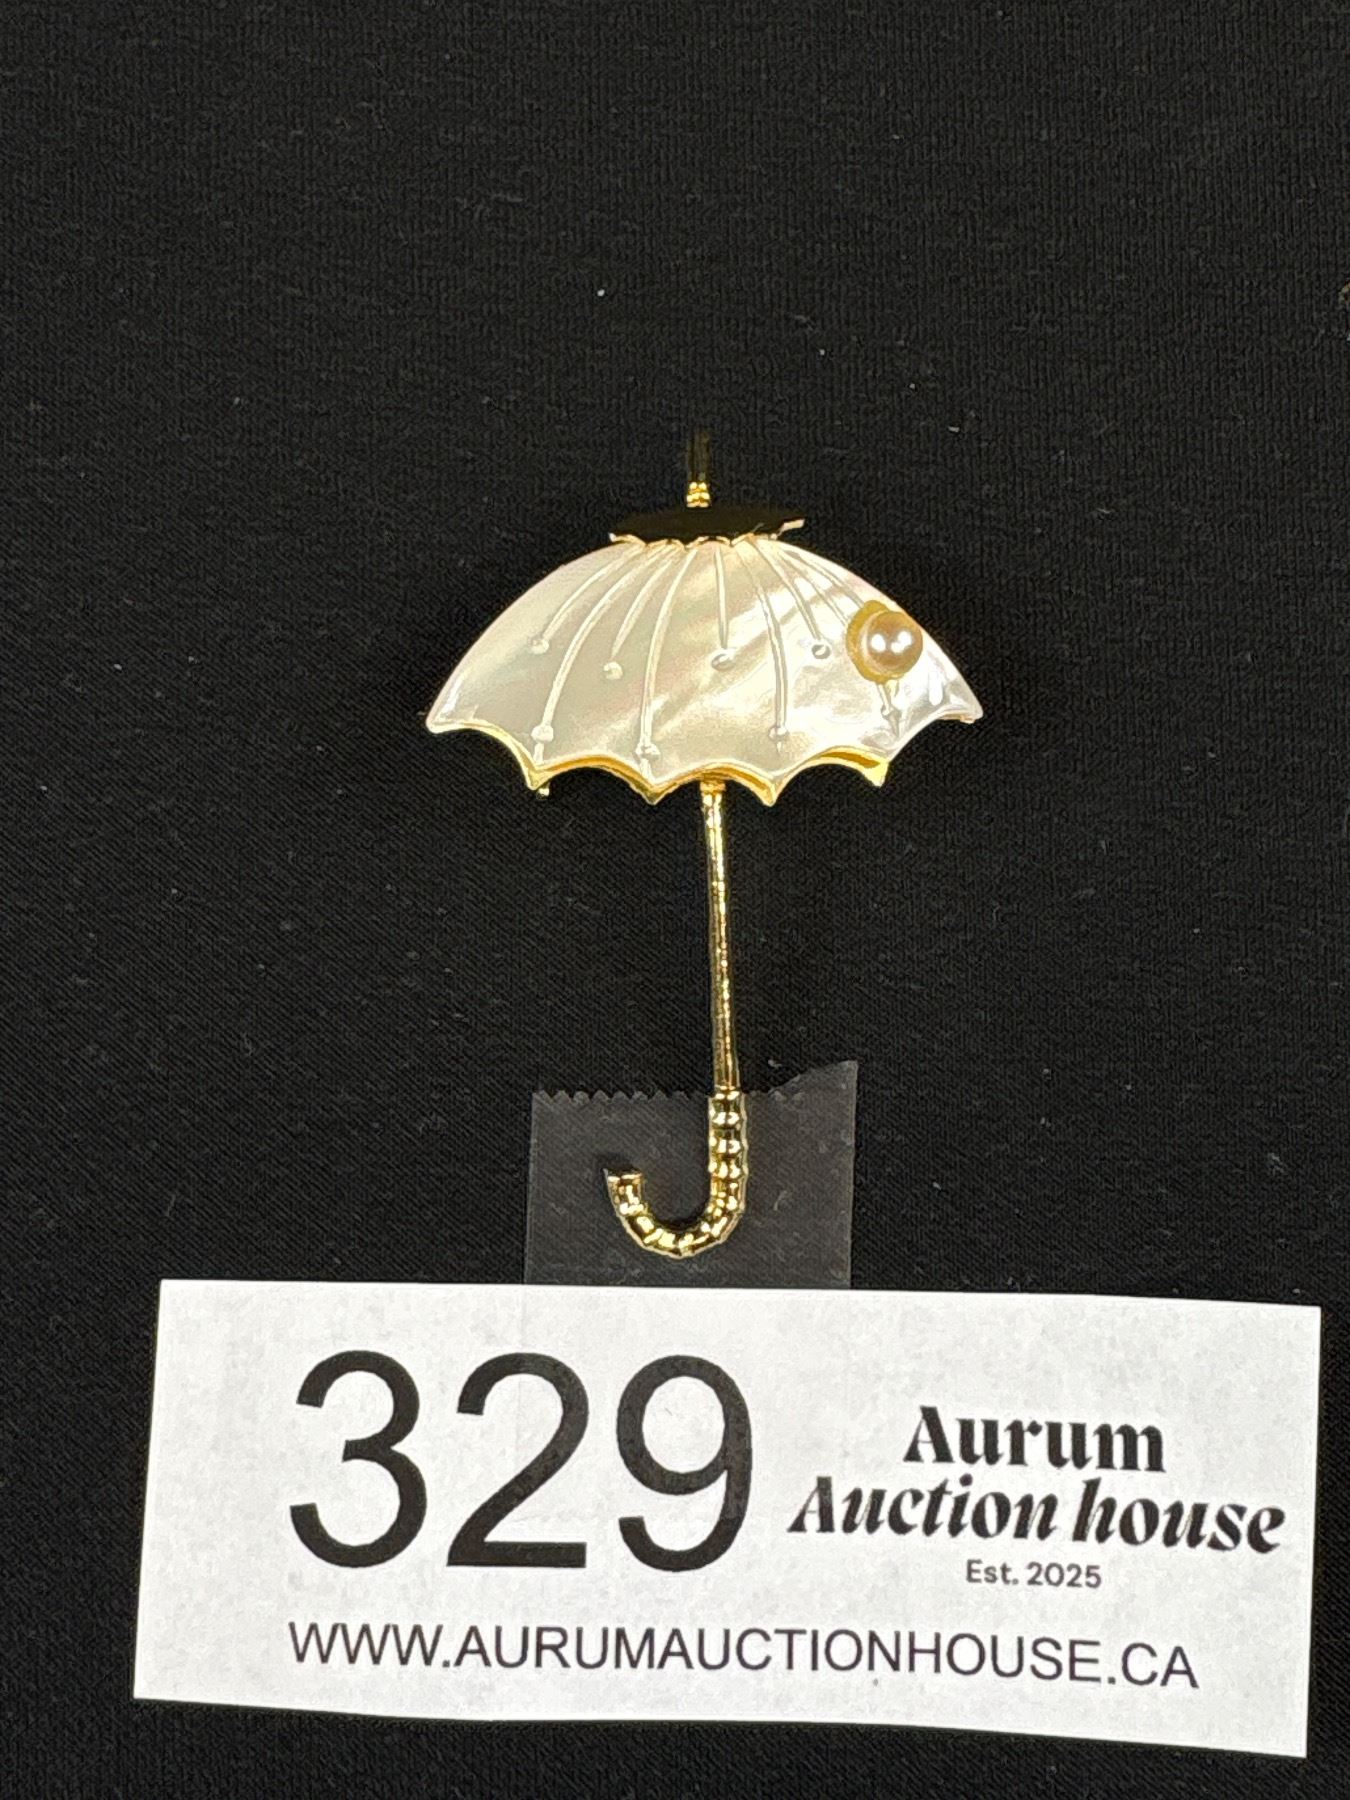 329
Aurum
Auction house
Est. 2025
WWW.AURUMAUCTIONHOUSE.CA